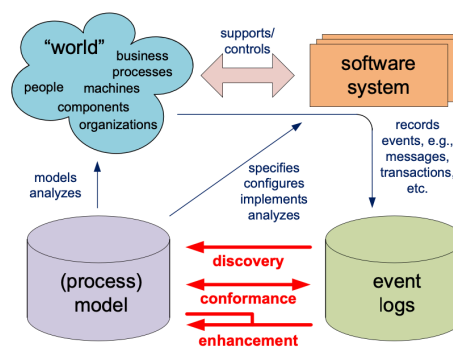 “world”
business
processes
people machines
components
organizations
supports/
controls
software
system
records
events, e.g.,
messages,
transactions,
etc.
models
analyzes
specifies
configures
implements
analyzes
(process)
model
discovery
conformance
enhancement
event
logs